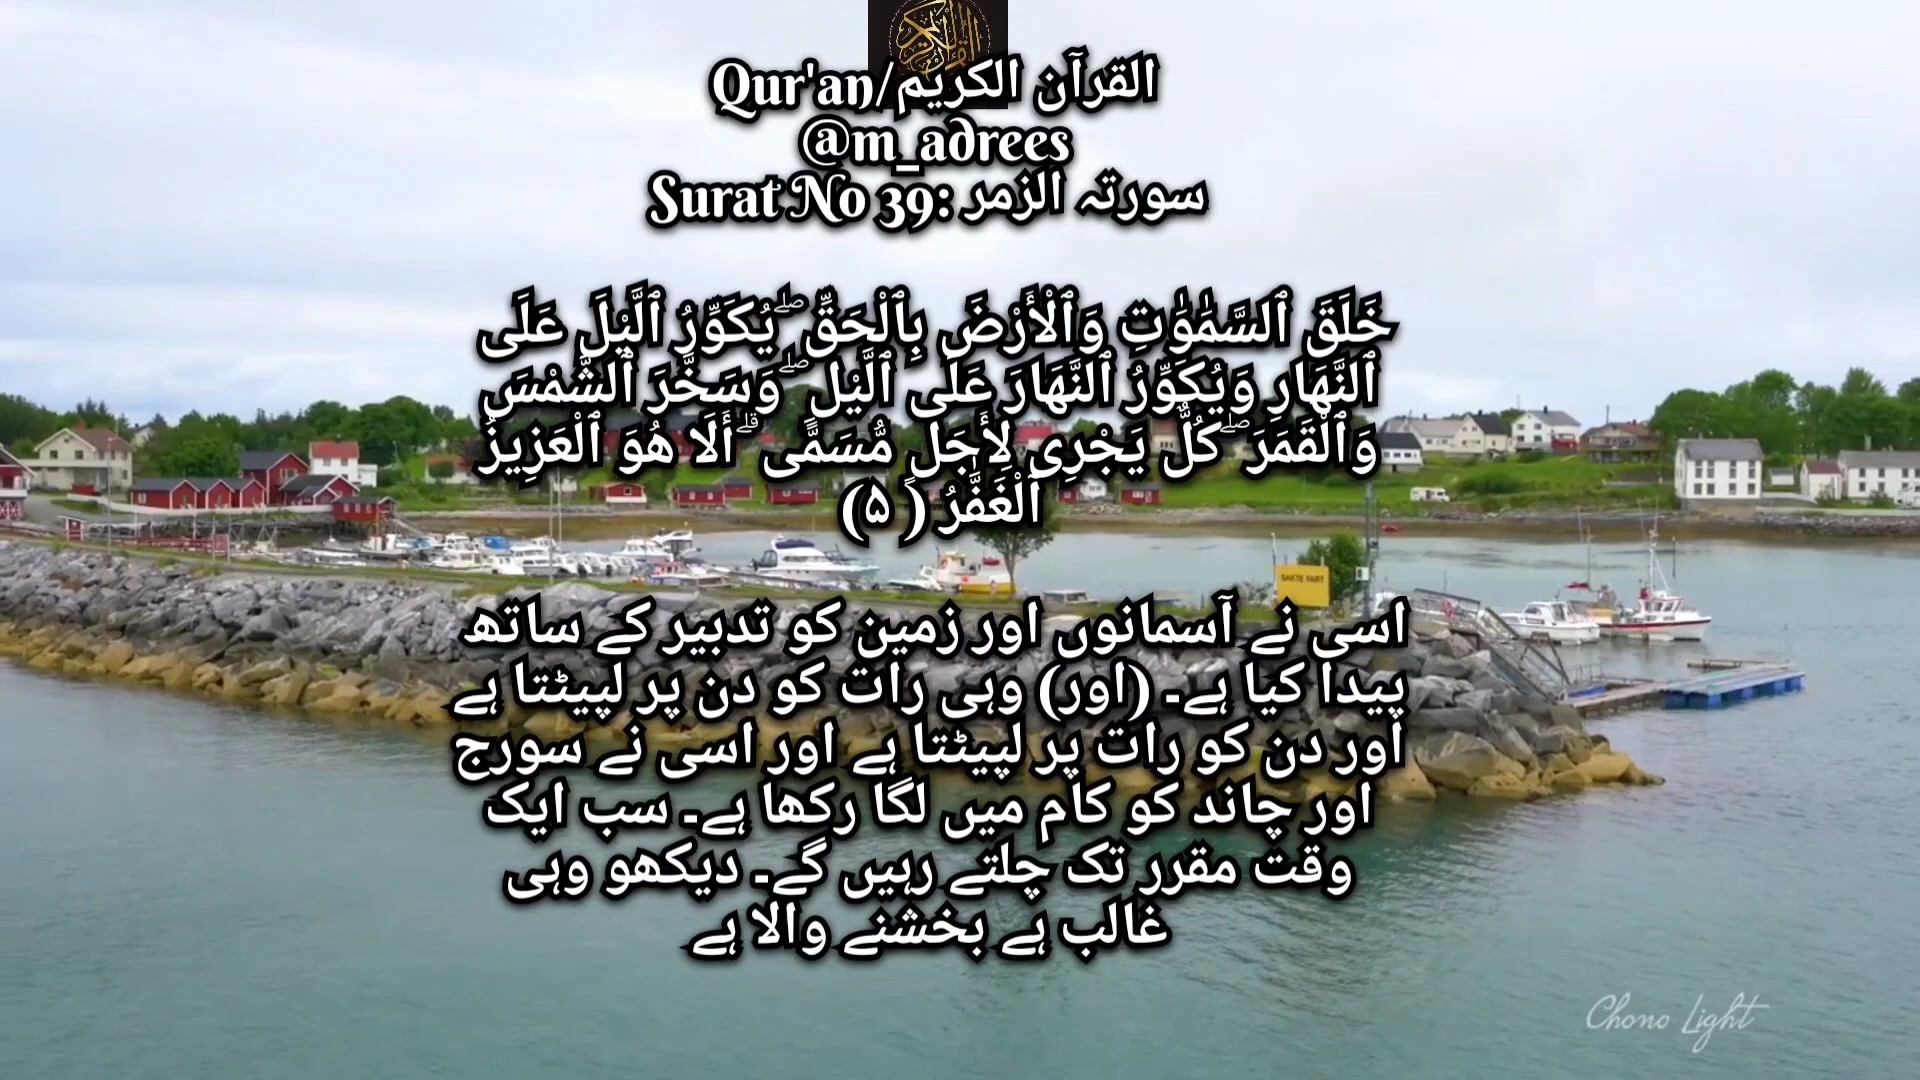 القرآن الكريم/Qur'an
@m_adrees
Surat No 39: سورتہ الزمر
خَلَقَ ٱلسَّمَٰوَٰتِ وَٱلْأَرْضَ بِٱلْحَقِّ ۖ يُكَوِّرُ ٱلَّيْلَ عَلَى
ٱلنَّهَارِ وَيُكَوِّرُ ٱلنَّهَارَ عَلَى ٱلَّيْلِ ۖ وَسَخَّرَ ٱلشَّمْسَ
وَٱلْقَمَرَ ۖ كُلٌّ يَجْرِى لِأَجَلٍ مُّسَمًّى ۗ أَلَا هُوَ ٱلْعَزِيزُ
ٱلْغَفَّٰرُ ( ۵)
اسی نے آسمانوں اور زمین کو تدبیر کے ساتھ
پیدا کیا ہے۔ (اور) وہی رات کو دن پر لپیٹتا ہے
اور دن کو رات پر لپیٹتا ہے اور اسی نے سورج
اور چاند کو کام میں لگا رکھا ہے۔ سب ایک
وقت مقرر تک چلتے رہیں گے۔ دیکھو وہی
غالب ہے بخشنے والا ہے
SAKTE FART
Chono Light